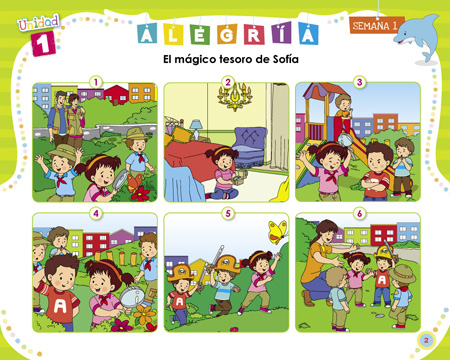 Unidad
1
ALEGRÍA
SEMANA 1
El mágico tesoro de Sofía
1
2
3
4
5
6
A
A
A
2